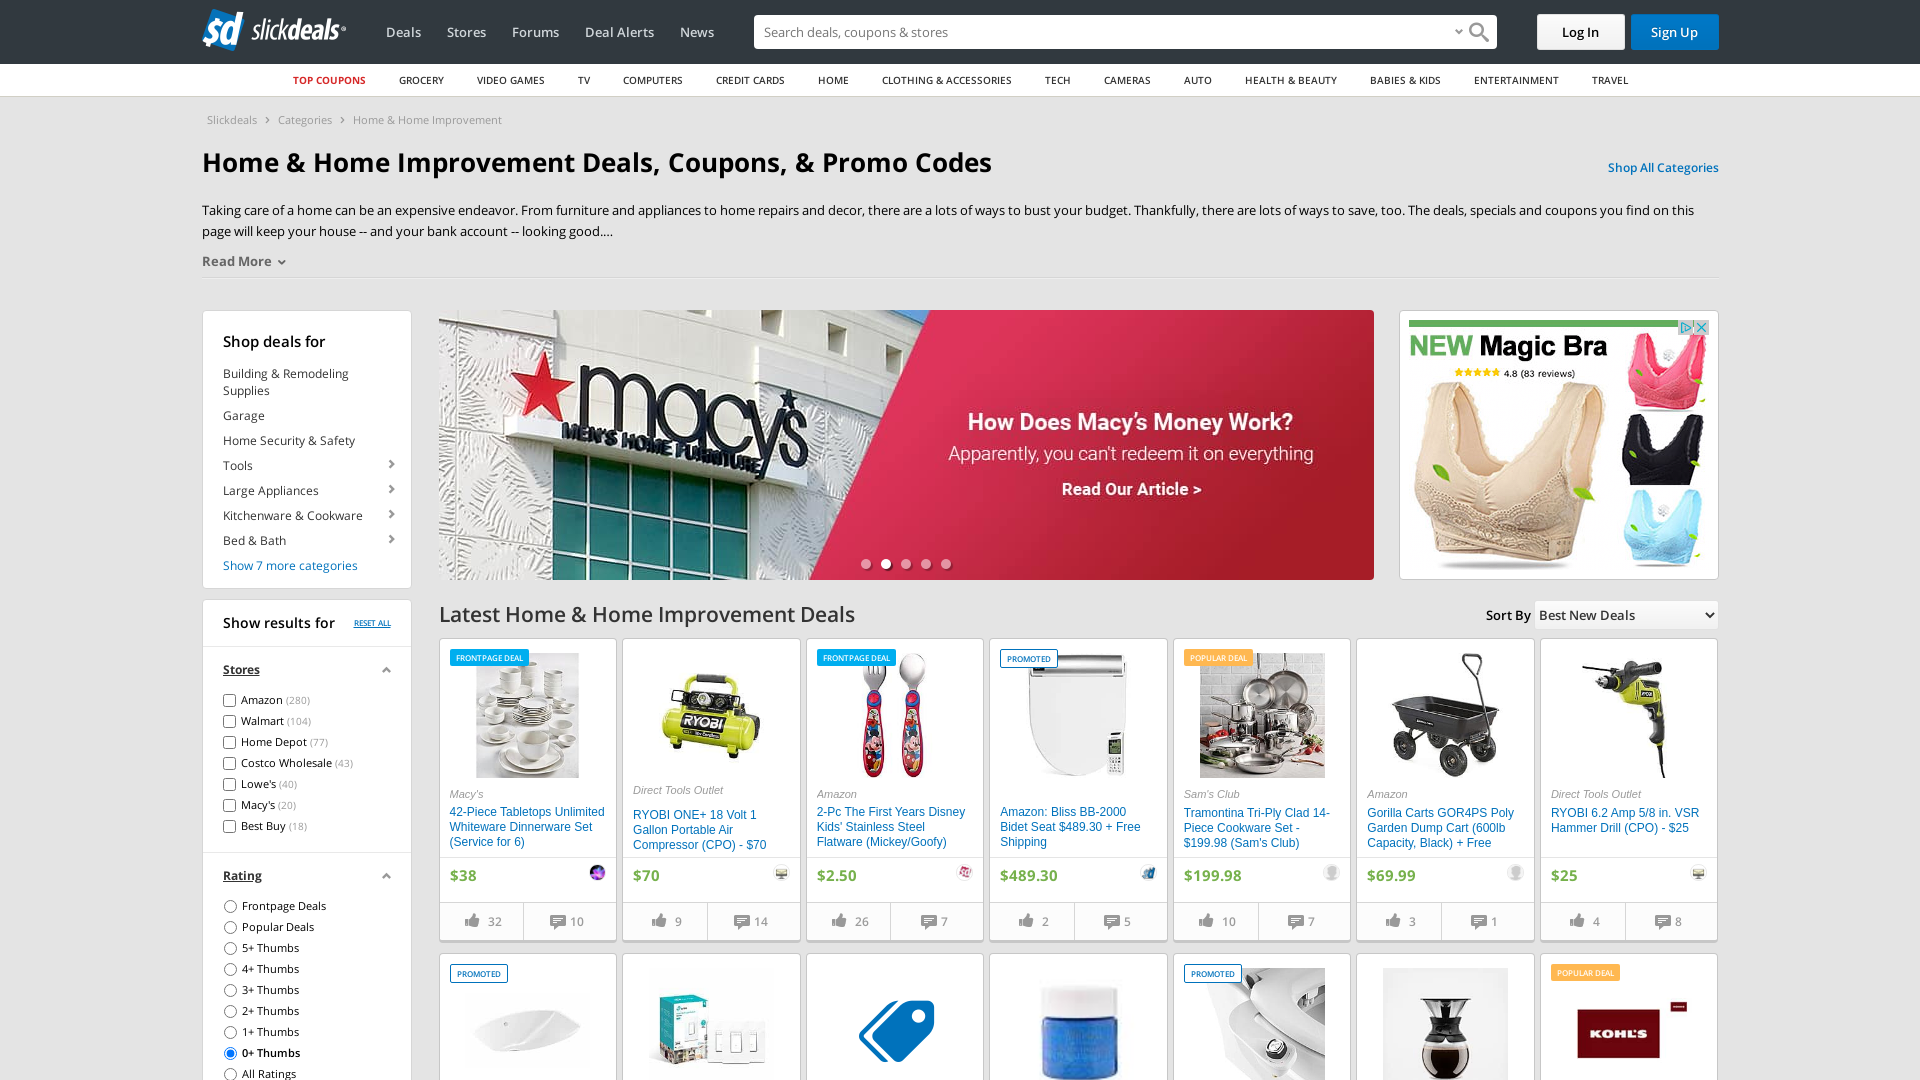 slickdeals
Deals
Stores
Forums
Deal Alerts
News
Search deals, coupons & stores
Log In
Sign Up
TOP COUPONS
GROCERY
VIDEO GAMES
TV
COMPUTERS
CREDIT CARDS
HOME
CLOTHING & ACCESSORIES
TECH
CAMERAS
AUTO
HEALTH & BEAUTY
BABIES & KIDS
ENTERTAINMENT
TRAVEL
Slickdeals
Categories
Home & Home Improvement
Home & Home Improvement Deals, Coupons, & Promo Codes
Shop All Categories
Taking care of a home can be an expensive endeavor. From furniture and appliances to home repairs and decor, there are a lots of ways to bust your budget. Thankfully, there are lots of ways to save, too. The deals, specials and coupons you find on this
page will keep your house -- and your bank account -- looking good....
Read More
Shop deals for
Building & Remodeling
Supplies
Garage
Home Security & Safety
Tools
Large Appliances
Kitchenware & Cookware
Bed & Bath
Show 7 more categories
macy's
MEN'S HOME FURNITURE
How Does Macy's Money Work?
Apparently, you can't redeem it on everything
Read Our Article >
NEW Magic Bra
4.8 (83 reviews)
Show results for
RESET ALL
Stores
Amazon (280)
Walmart (104)
Home Depot (77)
Costco Wholesale (43)
Lowe's (40)
Macy's (20)
Best Buy (18)
Rating
Frontpage Deals
Popular Deals
5+ Thumbs
4+ Thumbs
3+ Thumbs
2+ Thumbs
1+ Thumbs
0+ Thumbs
All Ratings
Latest Home & Home Improvement Deals
Sort By
Best New Deals
FRONTPAGE DEAL
Macy's
42-Piece Tabletops Unlimited
Whiteware Dinnerware Set
(Service for 6)
$38
32
10
RYOBI
Direct Tools Outlet
RYOBI ONE+ 18 Volt 1
Gallon Portable Air
Compressor (CPO) - $70
$70
9
14
FRONTPAGE DEAL
Amazon
2-Pc The First Years Disney
Kids' Stainless Steel
Flatware (Mickey/Goofy)
$2.50
26
7
PROMOTED
Amazon: Bliss BB-2000
Bidet Seat $489.30 + Free
Shipping
$489.30
2
5
POPULAR DEAL
Sam's Club
Tramontina Tri-Ply Clad 14-
Piece Cookware Set -
$199.98 (Sam's Club)
$199.98
10
7
Amazon
Gorilla Carts GOR4PS Poly
Garden Dump Cart (600lb
Capacity, Black) + Free
$69.99
3
1
Direct Tools Outlet
RYOBI 6.2 Amp 5/8 in. VSR
Hammer Drill (CPO) - $25
$25
4
8
PROMOTED
PROMOTED
POPULAR DEAL
KOHL'S